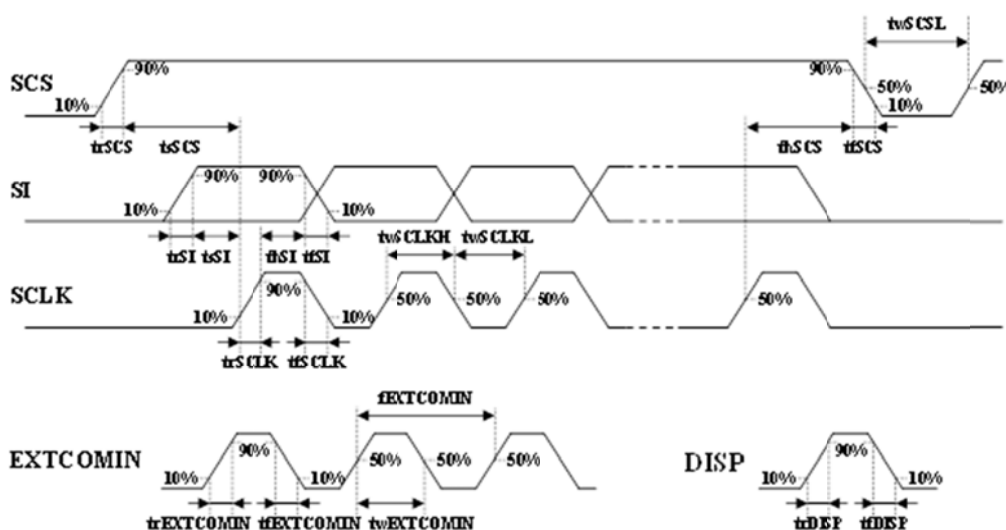 twSCSL
SCS
90%
90%
50%
50%
10%
10%
trSCS
tsSCS
thSCS
tfSCS
SI
90%
90%
10%
10%
trSI
tsSI
thSI
tfSI
twSCLKH
twSCLKL
SCLK
90%
50%
50%
50%
50%
10%
10%
trSCLK
tfSCLK
fEXTCOMIN
EXTCOMIN
90%
50%
50%
50%
10%
10%
trEXTCOMIN
tfEXTCOMIN
twEXTCOMIN
DISP
90%
10%
10%
trDISP
tfDISP